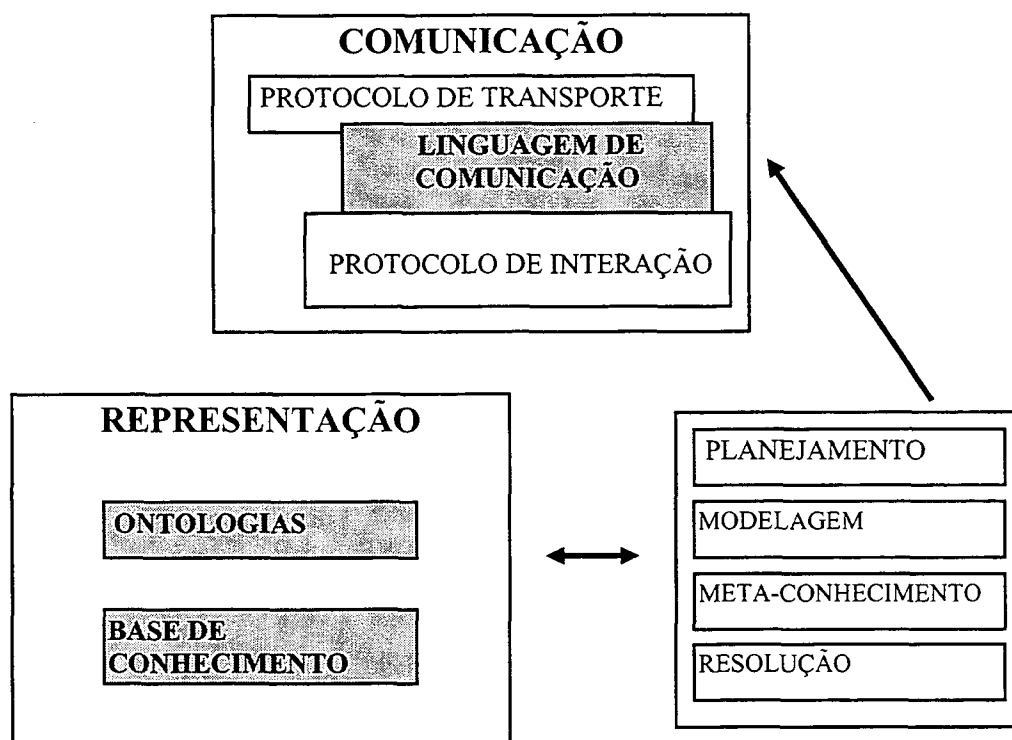 COMUNICAÇÃO
PROTOCOLO DE TRANSPORTE
LINGUAGEM DE
COMUNICAÇÃO
PROTOCOLO DE INTERAÇÃO
REPRESENTAÇÃO
ONTOLOGIAS
BASE DE
CONHECIMENTO
PLANEJAMENTO
MODELAGEM
META-CONHECIMENTO
RESOLUÇÃO